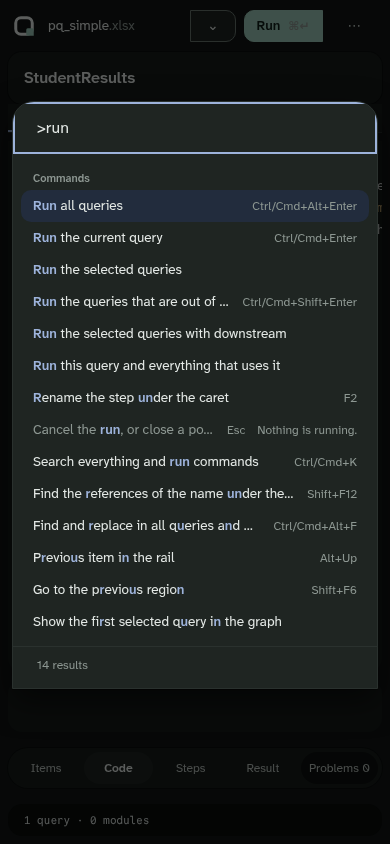 pq_simple.xlsx
Run ⌘↵
StudentResults
>run
Commands
Run all queries Ctrl/Cmd+Alt+Enter
Run the current query Ctrl/Cmd+Enter
Run the selected queries
Run the queries that are out of ... Ctrl/Cmd+Shift+Enter
Run the selected queries with downstream
Run this query and everything that uses it
Rename the step under the caret F2
Cancel the run, or close a po... Esc Nothing is running.
Search everything and run commands Ctrl/Cmd+K
Find the references of the name under the... Shift+F12
Find and replace in all queries and ... Ctrl/Cmd+Alt+F
Previous item in the rail Alt+Up
Go to the previous region Shift+F6
Show the first selected query in the graph
14 results
Items Code Steps Result Problems 0
1 query · 0 modules